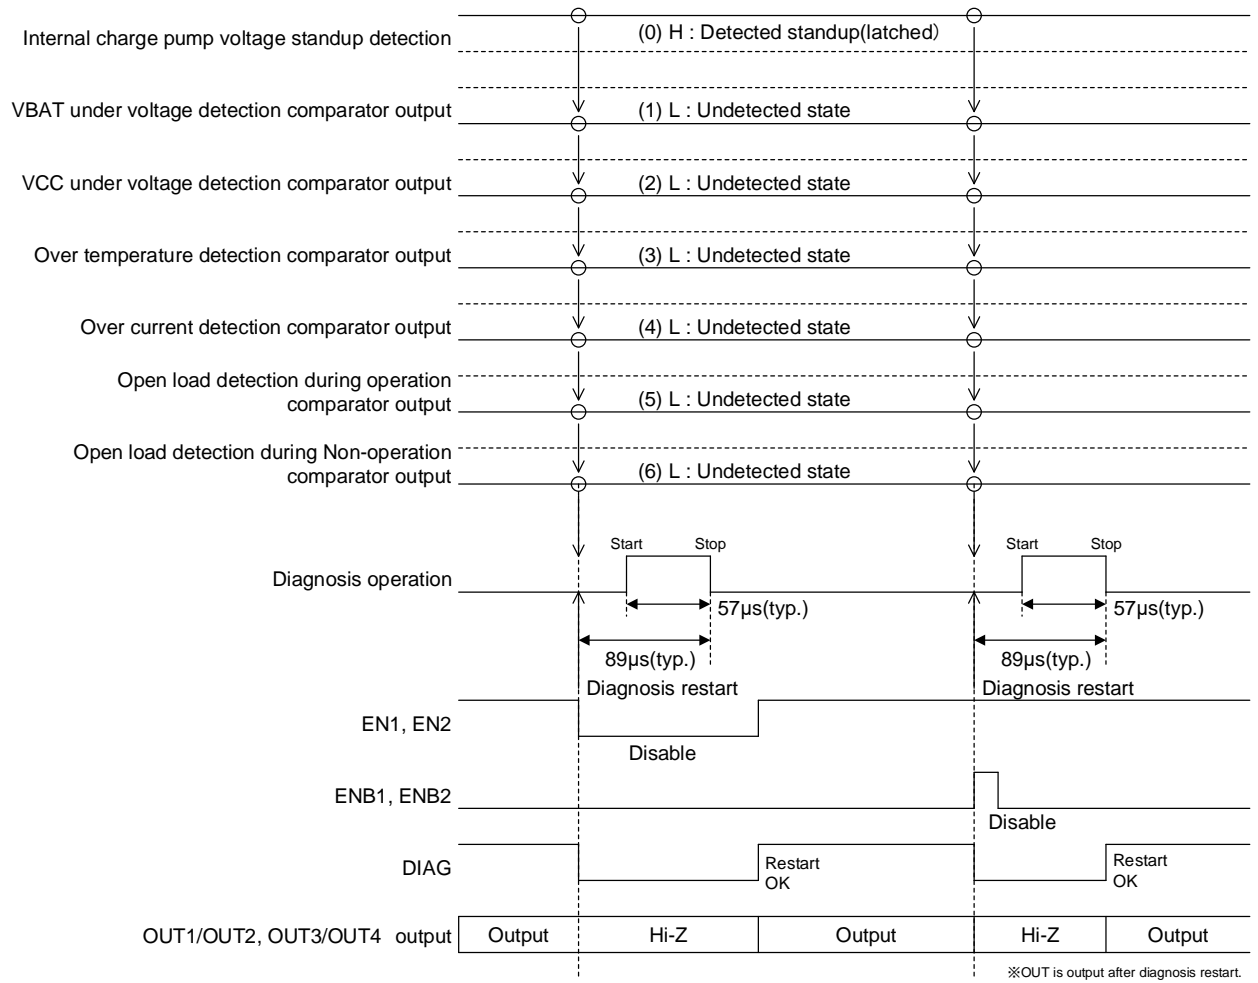 Internal charge pump voltage standup detection
(0) H : Detected standup(latched）
VBAT under voltage detection comparator output
(1) L : Undetected state
VCC under voltage detection comparator output
(2) L : Undetected state
Over temperature detection comparator output
(3) L : Undetected state
Over current detection comparator output
(4) L : Undetected state
Open load detection during operation
comparator output
(5) L : Undetected state
Open load detection during Non-operation
comparator output
(6) L : Undetected state
Diagnosis operation
Start Stop
57µs(typ.)
89µs(typ.)
Diagnosis restart
Start Stop
57µs(typ.)
89µs(typ.)
Diagnosis restart
EN1, EN2
Disable
ENB1, ENB2
Disable
DIAG
Restart
OK
Restart
OK
OUT1/OUT2, OUT3/OUT4 output
Output Hi-Z Output Hi-Z Output
※OUT is output after diagnosis restart.